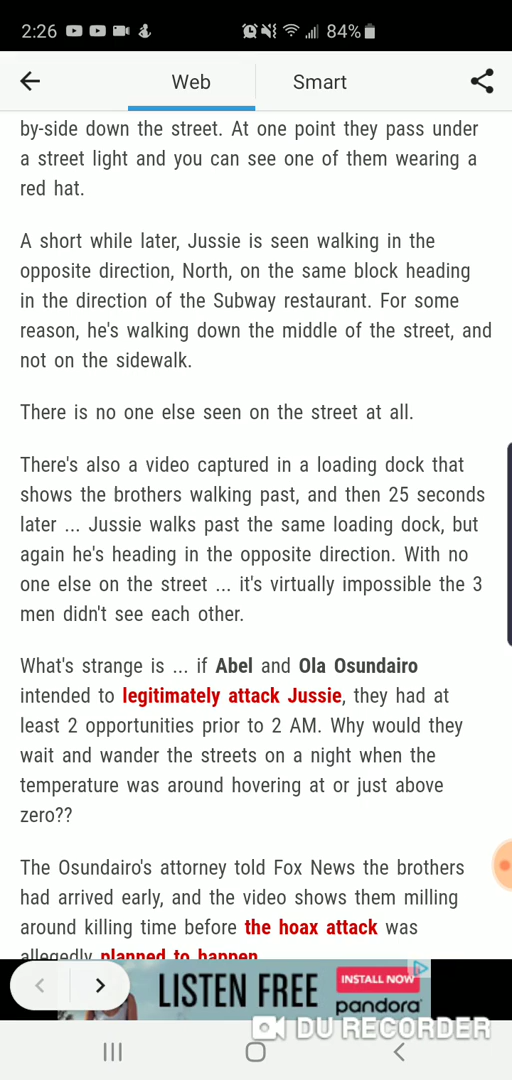 2:26
84%
Web
Smart
by-side down the street. At one point they pass under
a street light and you can see one of them wearing a
red hat.
A short while later, Jussie is seen walking in the
opposite direction, North, on the same block heading
in the direction of the Subway restaurant. For some
reason, he's walking down the middle of the street, and
not on the sidewalk.
There is no one else seen on the street at all.
There's also a video captured in a loading dock that
shows the brothers walking past, and then 25 seconds
later ... Jussie walks past the same loading dock, but
again he's heading in the opposite direction. With no
one else on the street ... it's virtually impossible the 3
men didn't see each other.
What's strange is ... if Abel and Ola Osundairo
intended to legitimately attack Jussie, they had at
least 2 opportunities prior to 2 AM. Why would they
wait and wander the streets on a night when the
temperature was around hovering at or just above
zero??
The Osundairo's attorney told Fox News the brothers
had arrived early, and the video shows them milling
around killing time before the hoax attack was
allegedly planned to happen.
LISTEN FREE
INSTALL NOW
pandora
DU RECORDER